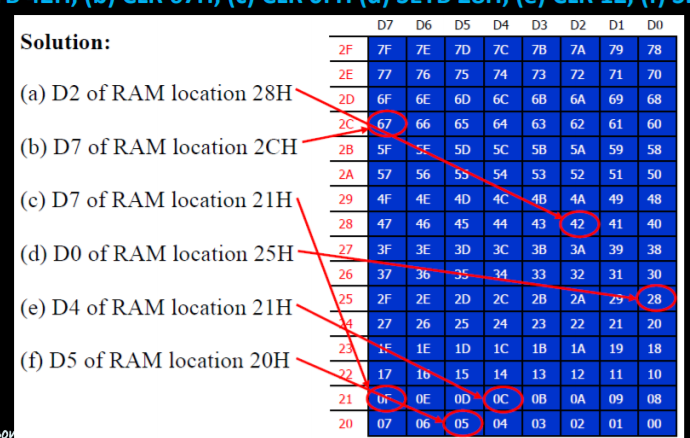 D7 D6 D5 D4 D3 D2 D1 D0
Solution:
2F 7F 7E 7D 7C 7B 7A 79 78
2E 77 76 75 74 73 72 71 70
(a) D2 of RAM location 28H
2D 6F 6E 6D 6C 6B 6A 69 68
2C 67 66 65 64 63 62 61 60
(b) D7 of RAM location 2CH
2B 5F 5E 5D 5C 5B 5A 59 58
2A 57 56 55 54 53 52 51 50
(c) D7 of RAM location 21H
29 4F 4E 4D 4C 4B 4A 49 48
28 47 46 45 44 43 42 41 40
(d) D0 of RAM location 25H
27 3F 3E 3D 3C 3B 3A 39 38
26 37 36 35 34 33 32 31 30
25 2F 2E 2D 2C 2B 2A 29 28
(e) D4 of RAM location 21H
24 27 26 25 24 23 22 21 20
23 1F 1E 1D 1C 1B 1A 19 18
(f) D5 of RAM location 20H
22 17 16 15 14 13 12 11 10
21 0F 0E 0D 0C 0B 0A 09 08
20 07 06 05 04 03 02 01 00